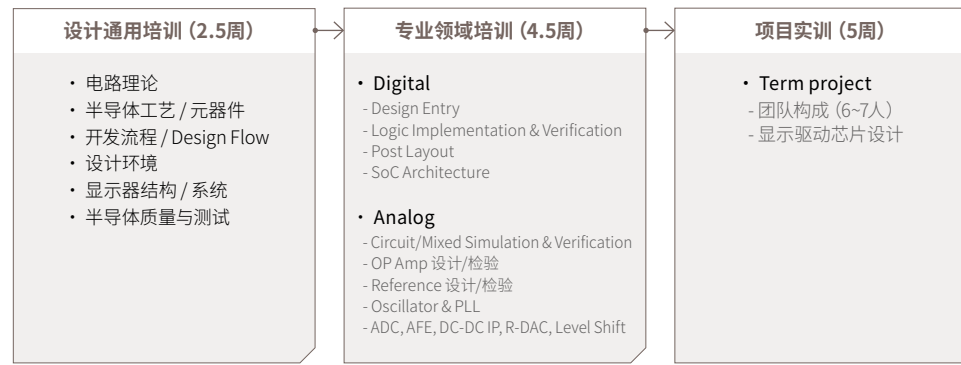 设计通用培训（2.5周）
・ 电路理论
・ 半导体工艺 / 元器件
・ 开发流程 / Design Flow
・ 设计环境
・ 显示器结构 / 系统
・ 半导体质量与测试
专业领域培训（4.5周）
・ Digital
- Design Entry
- Logic Implementation & Verification
- Post Layout
- SoC Architecture
・ Analog
- Circuit/Mixed Simulation & Verification
- OP Amp 设计/检验
- Reference 设计/检验
- Oscillator & PLL
- ADC, AFE, DC-DC IP, R-DAC, Level Shift
项目实训（5周）
・ Term project
- 团队构成（6~7人）
- 显示驱动芯片设计